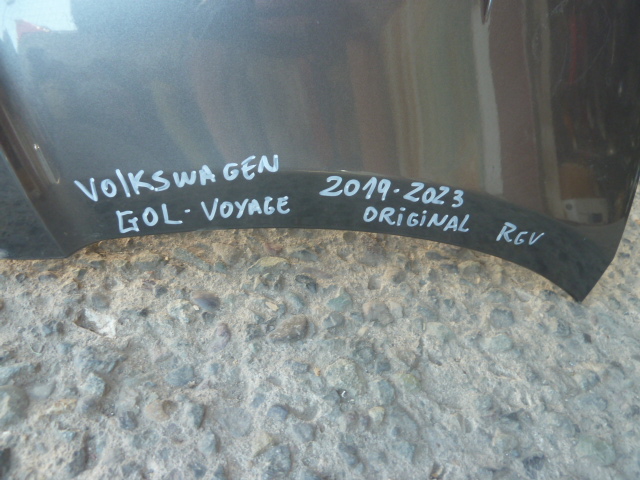 VOLKSWAGEN 2019-2023
GOL-VOYAGE ORIGINAL RGV